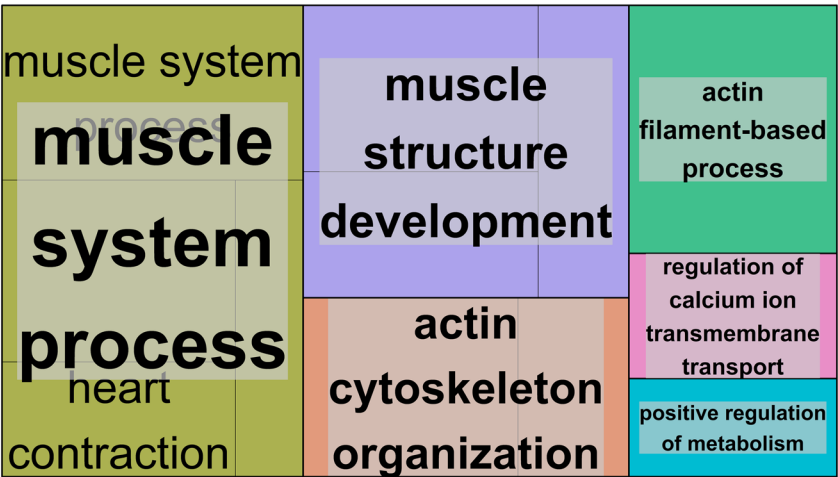 muscle system
process
muscle
system
process
heart
contraction
muscle
structure
development
actin
cytoskeleton
organization
actin
filament-based
process
regulation of
calcium ion
transmembrane
transport
positive regulation
of metabolism